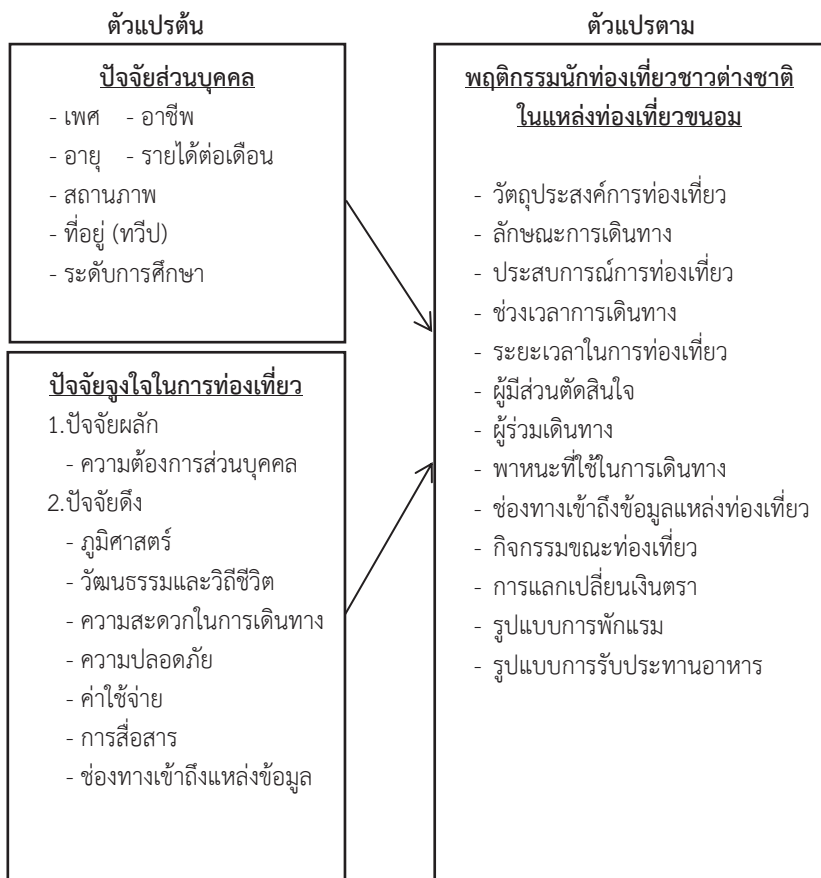 ตัวแปรต้น
ปัจจัยส่วนบุคคล
- เพศ - อาชีพ
- อายุ - รายได้ต่อเดือน
- สถานภาพ
- ที่อยู่ (ทวีป)
- ระดับการศึกษา
ปัจจัยจูงใจในการท่องเที่ยว
1.ปัจจัยผลัก
- ความต้องการส่วนบุคคล
2.ปัจจัยดึง
- ภูมิศาสตร์
- วัฒนธรรมและวิถีชีวิต
- ความสะดวกในการเดินทาง
- ความปลอดภัย
- ค่าใช้จ่าย
- การสื่อสาร
- ช่องทางเข้าถึงแหล่งข้อมูล
ตัวแปรตาม
พฤติกรรมนักท่องเที่ยวชาวต่างชาติ
ในแหล่งท่องเที่ยวขนอม
- วัตถุประสงค์การท่องเที่ยว
- ลักษณะการเดินทาง
- ประสบการณ์การท่องเที่ยว
- ช่วงเวลาการเดินทาง
- ระยะเวลาในการท่องเที่ยว
- ผู้มีส่วนตัดสินใจ
- ผู้ร่วมเดินทาง
- พาหนะที่ใช้ในการเดินทาง
- ช่องทางเข้าถึงข้อมูลแหล่งท่องเที่ยว
- กิจกรรมขณะท่องเที่ยว
- การแลกเปลี่ยนเงินตรา
- รูปแบบการพักแรม
- รูปแบบการรับประทานอาหาร